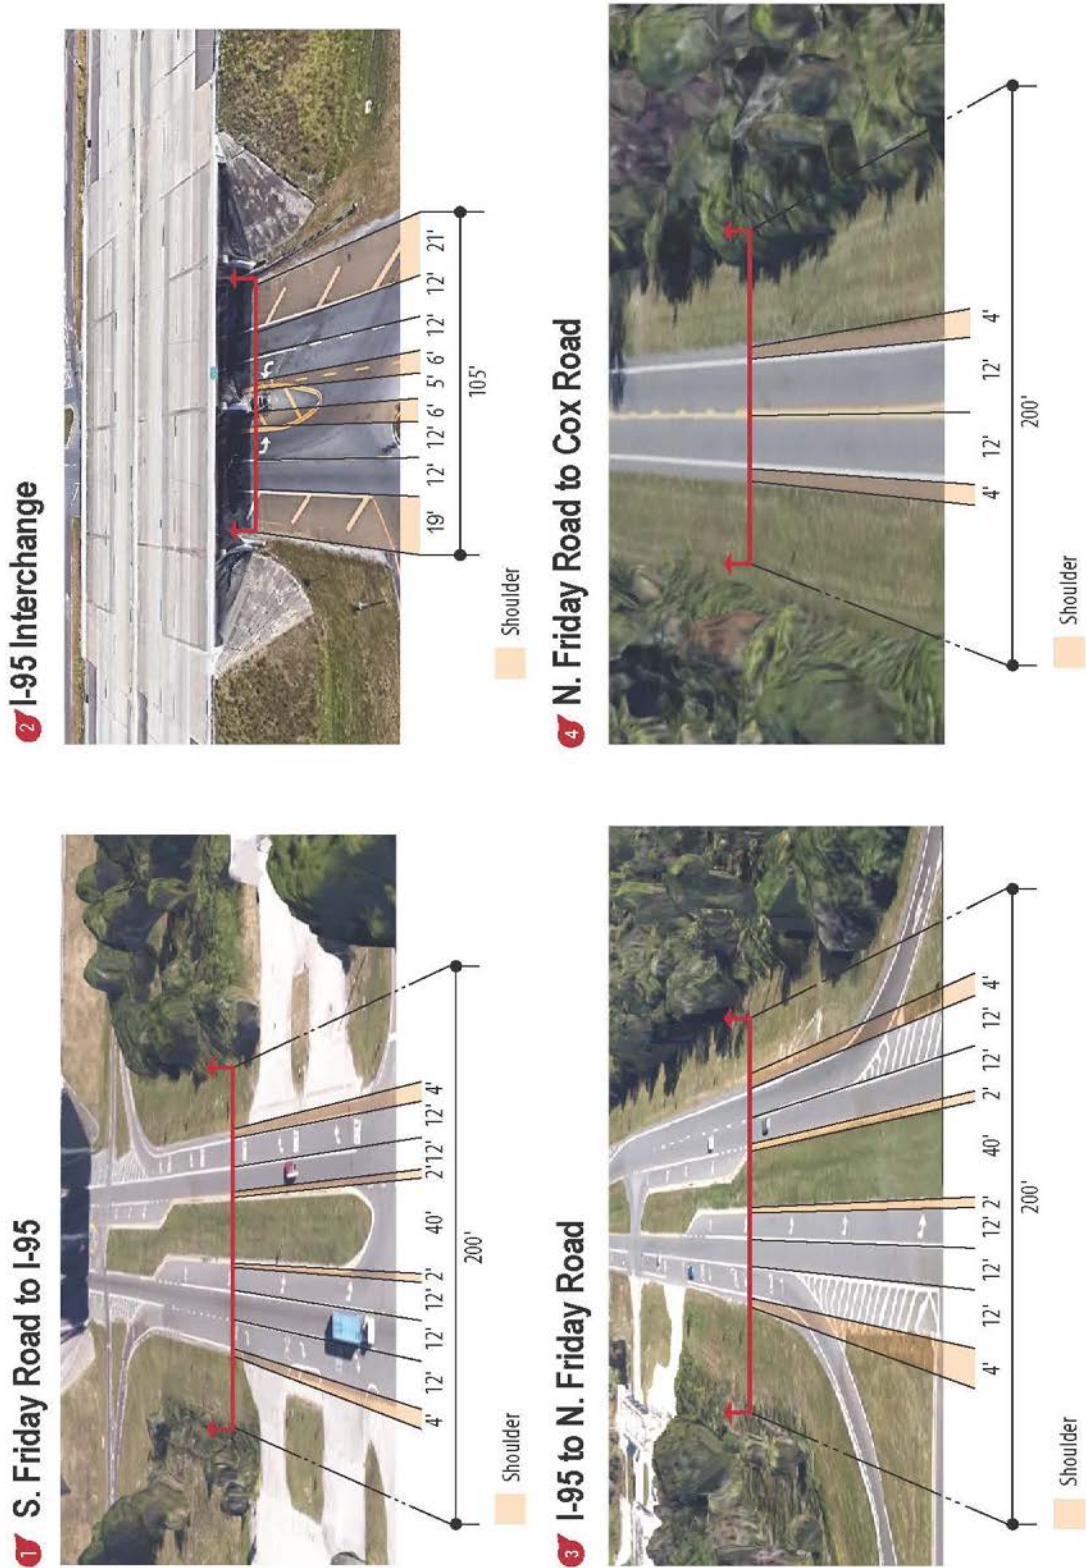 1 S. Friday Road to I-95
4' 12' 12' 12' 2' 40' 2' 12' 12' 4'
200'
Shoulder
2 I-95 Interchange
19' 12' 12' 6' 5' 6' 12' 12' 21'
105'
Shoulder
3 I-95 to N. Friday Road
4' 12' 12' 12' 2' 40' 2' 12' 12' 4'
200'
Shoulder
4 N. Friday Road to Cox Road
4' 12' 12' 4'
200'
Shoulder